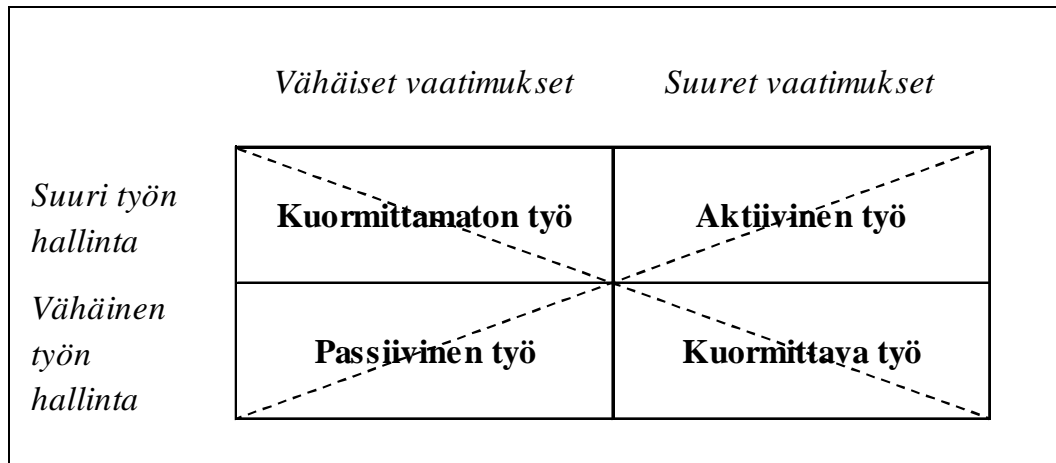 Vähäiset vaatimukset Suuret vaatimukset
Suuri työn
hallinta
Kuormittamaton työ Aktiivinen työ
Vähäinen
työn
hallinta
Passiivinen työ Kuormittava työ